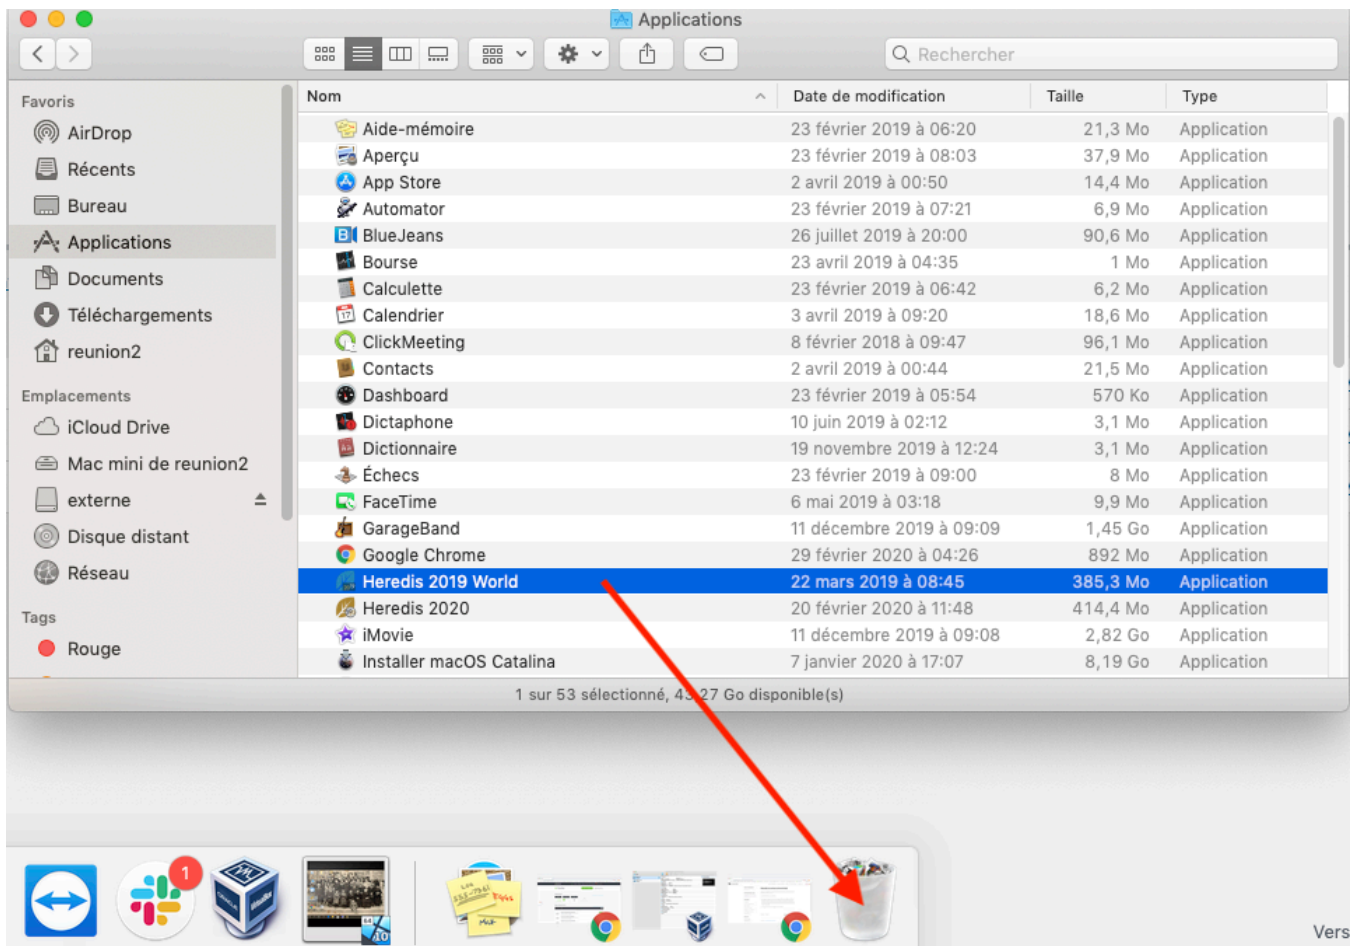 Applications
Rechercher
Favoris
AirDrop
Récents
Bureau
Applications
Documents
Téléchargements
reunion2
Emplacements
iCloud Drive
Mac mini de reunion2
externe
Disque distant
Réseau
Tags
Rouge
Nom Date de modification Taille Type
Aide-mémoire 23 février 2019 à 06:20 21,3 Mo Application
Aperçu 23 février 2019 à 08:03 37,9 Mo Application
App Store 2 avril 2019 à 00:50 14,4 Mo Application
Automator 23 février 2019 à 07:21 6,9 Mo Application
BlueJeans 26 juillet 2019 à 20:00 90,6 Mo Application
Bourse 23 avril 2019 à 04:35 1 Mo Application
Calculette 23 février 2019 à 06:42 6,2 Mo Application
Calendrier 3 avril 2019 à 09:20 18,6 Mo Application
ClickMeeting 8 février 2018 à 09:47 96,1 Mo Application
Contacts 2 avril 2019 à 00:44 21,5 Mo Application
Dashboard 23 février 2019 à 05:54 570 Ko Application
Dictaphone 10 juin 2019 à 02:12 3,1 Mo Application
Dictionnaire 19 novembre 2019 à 12:24 3,1 Mo Application
Échecs 23 février 2019 à 09:00 8 Mo Application
FaceTime 6 mai 2019 à 03:18 9,9 Mo Application
GarageBand 11 décembre 2019 à 09:09 1,45 Go Application
Google Chrome 29 février 2020 à 04:26 892 Mo Application
Heredis 2019 World 22 mars 2019 à 08:45 385,3 Mo Application
Heredis 2020 20 février 2020 à 11:48 414,4 Mo Application
iMovie 11 décembre 2019 à 09:08 2,82 Go Application
Installer macOS Catalina 7 janvier 2020 à 17:07 8,19 Go Application
1 sur 53 sélectionné, 43,27 Go disponible(s)
1
Vers